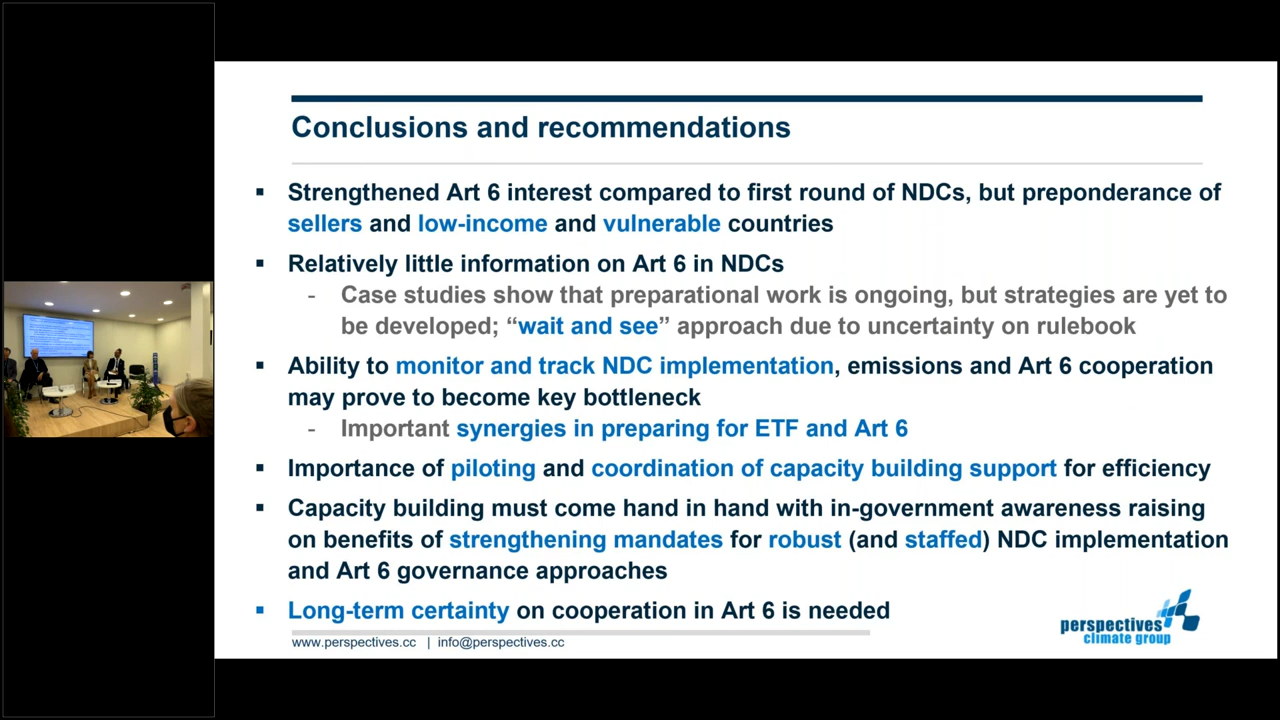 Conclusions and recommendations
▪ Strengthened Art 6 interest compared to first round of NDCs, but preponderance of
sellers and low-income and vulnerable countries
▪ Relatively little information on Art 6 in NDCs
- Case studies show that preparational work is ongoing, but strategies are yet to
be developed; “wait and see” approach due to uncertainty on rulebook
▪ Ability to monitor and track NDC implementation, emissions and Art 6 cooperation
may prove to become key bottleneck
- Important synergies in preparing for ETF and Art 6
▪ Importance of piloting and coordination of capacity building support for efficiency
▪ Capacity building must come hand in hand with in-government awareness raising
on benefits of strengthening mandates for robust (and staffed) NDC implementation
and Art 6 governance approaches
▪ Long-term certainty on cooperation in Art 6 is needed
www.perspectives.cc | info@perspectives.cc
perspectives
climate group